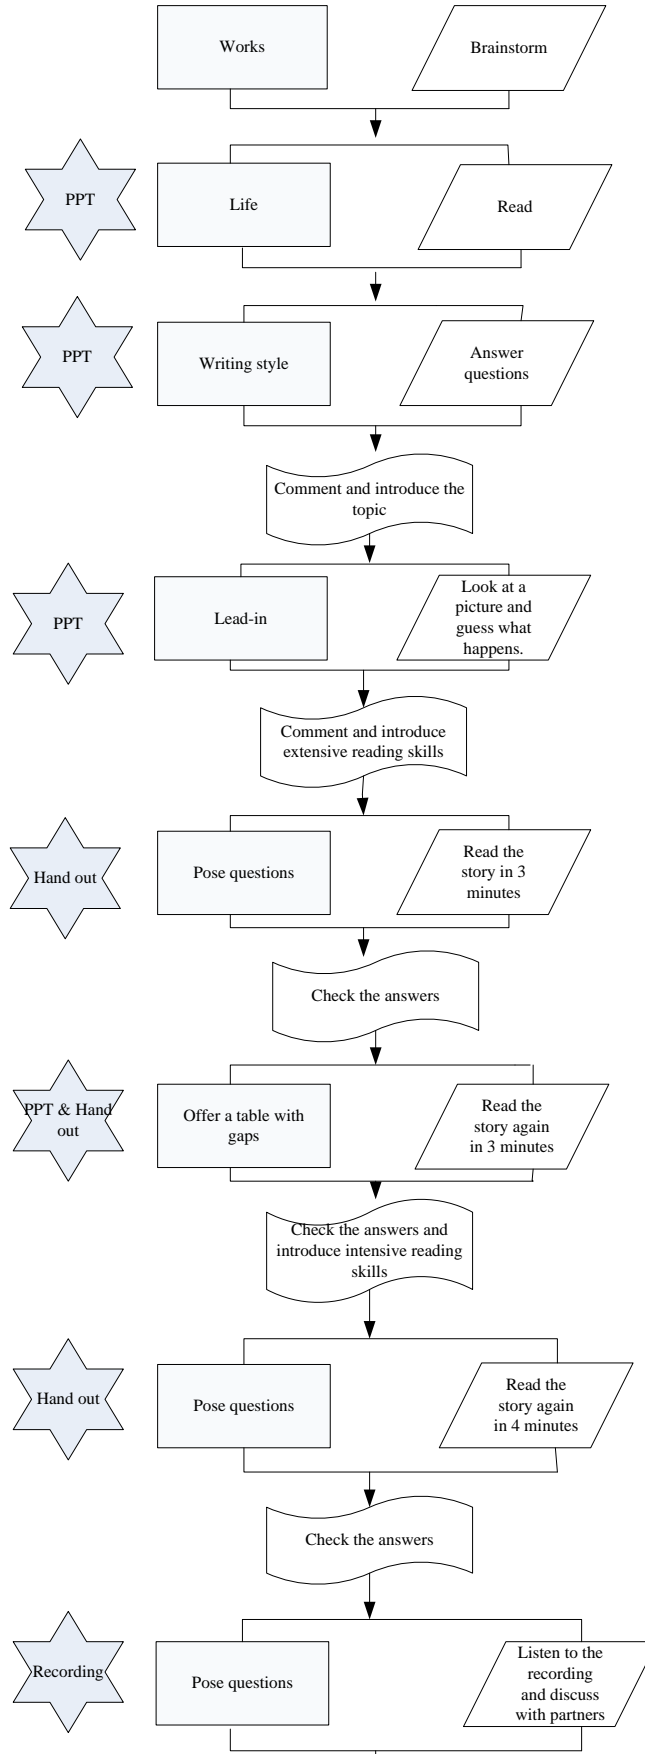 Works
Brainstorm
PPT
Life
Read
PPT
Writing style
Answer
questions
Comment and introduce the
topic
PPT
Lead-in
Look at a
picture and
guess what
happens.
Comment and introduce
extensive reading skills
Hand out
Pose questions
Read the
story in 3
minutes
Check the answers
PPT & Hand
out
Offer a table with
gaps
Read the
story again
in 3 minutes
Check the answers and
introduce intensive reading
skills
Hand out
Pose questions
Read the
story again
in 4 minutes
Check the answers
Recording
Pose questions
Listen to the
recording
and discuss
with partners